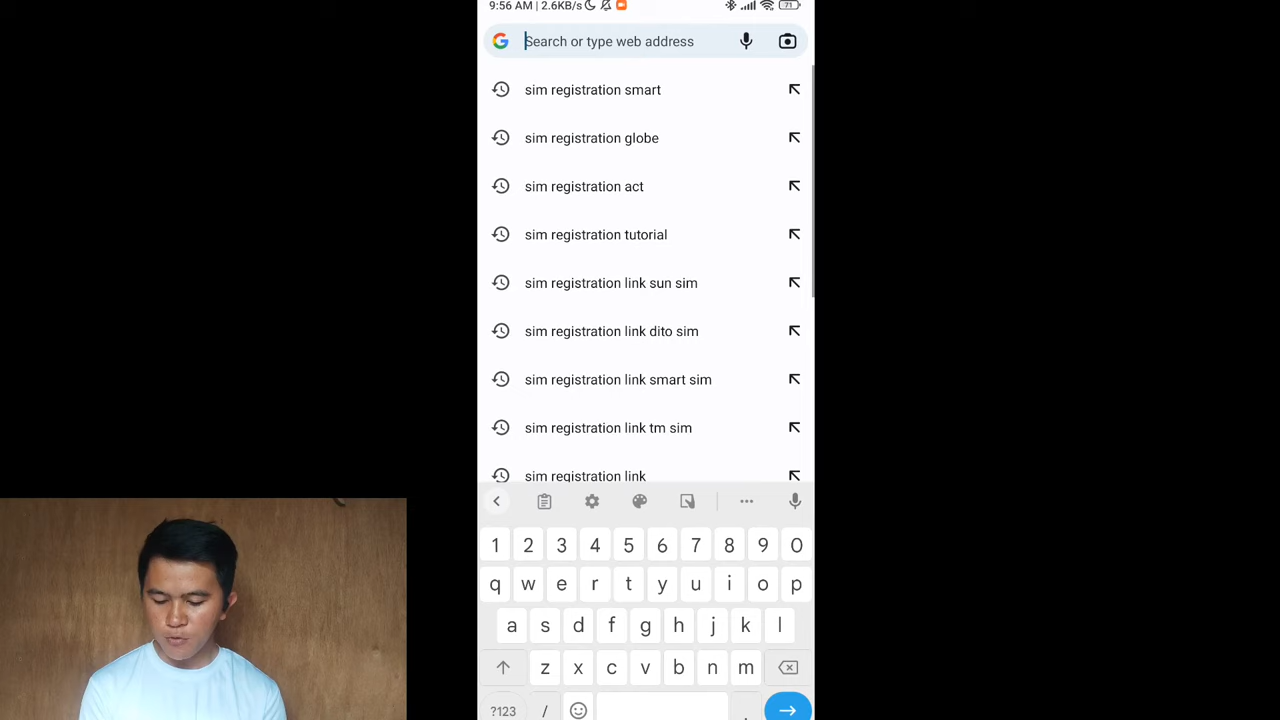 9:56 AM | 2.6KB/s 71
Search or type web address
sim registration smart
sim registration globe
sim registration act
sim registration tutorial
sim registration link sun sim
sim registration link dito sim
sim registration link smart sim
sim registration link tm sim
sim registration link
1 2 3 4 5 6 7 8 9 0
q w e r t y u i o p
a s d f g h j k l
z x c v b n m
?123 / .